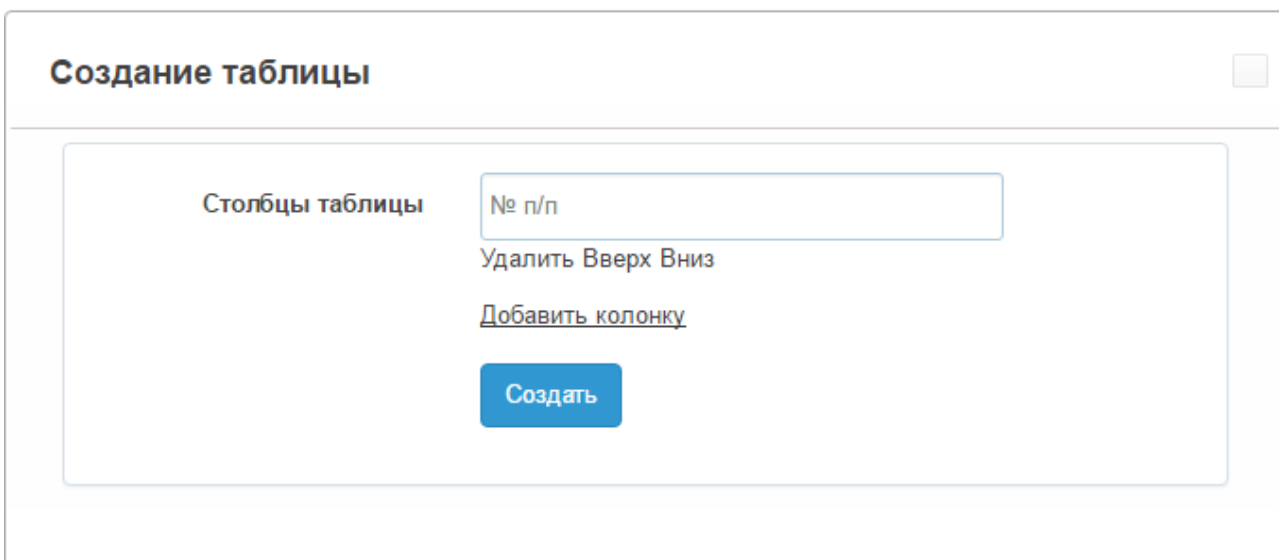 Создание таблицы
Столбцы таблицы
№ п/п
Удалить Вверх Вниз
Добавить колонку
Создать